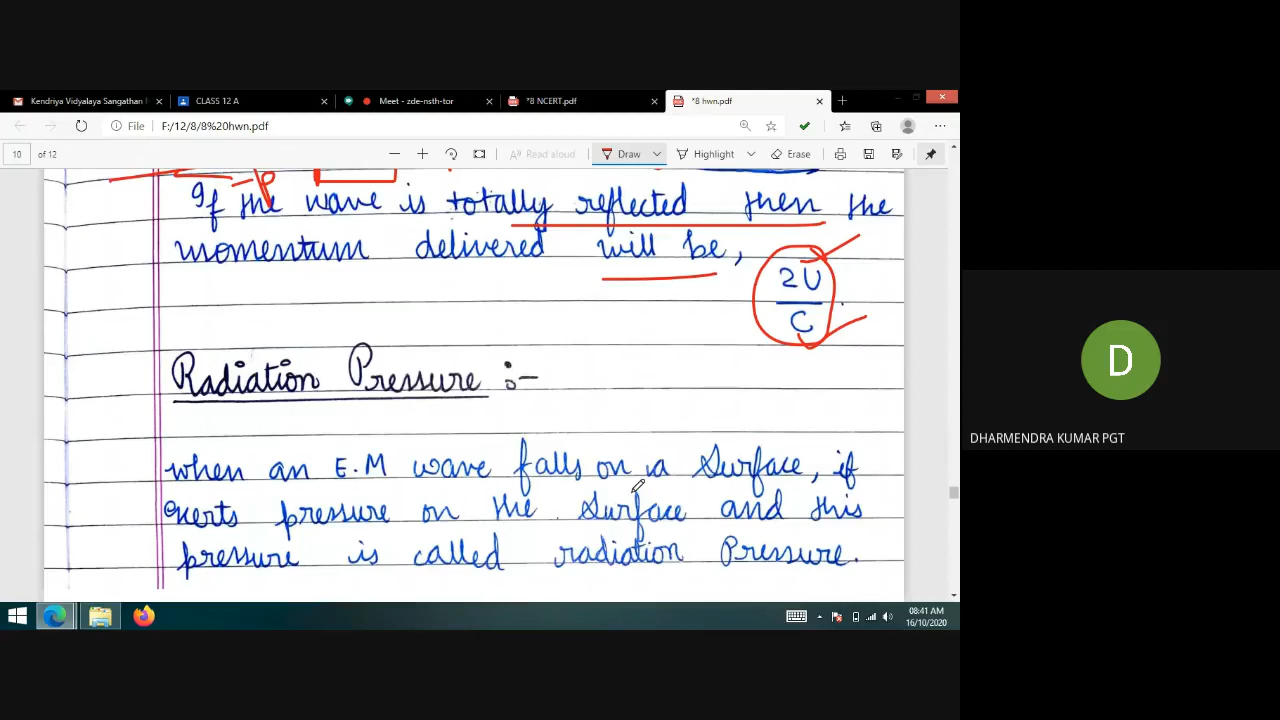 Kendriya Vidyalaya Sangathan
CLASS 12 A
Meet - zde-nsth-tor
*8 NCERT.pdf
*8 hwn.pdf
File
F:/12/8/8%20hwn.pdf
10 of 12
Read aloud
Draw
Highlight
Erase
If the wave is totally reflected then the
momentum delivered will be,
2U
C
Radiation Pressure :-
when an E.M wave falls on a Surface, if
exerts pressure on the Surface and this
pressure is called radiation Pressure.
D
DHARMENDRA KUMAR PGT
08:41 AM
16/10/2020